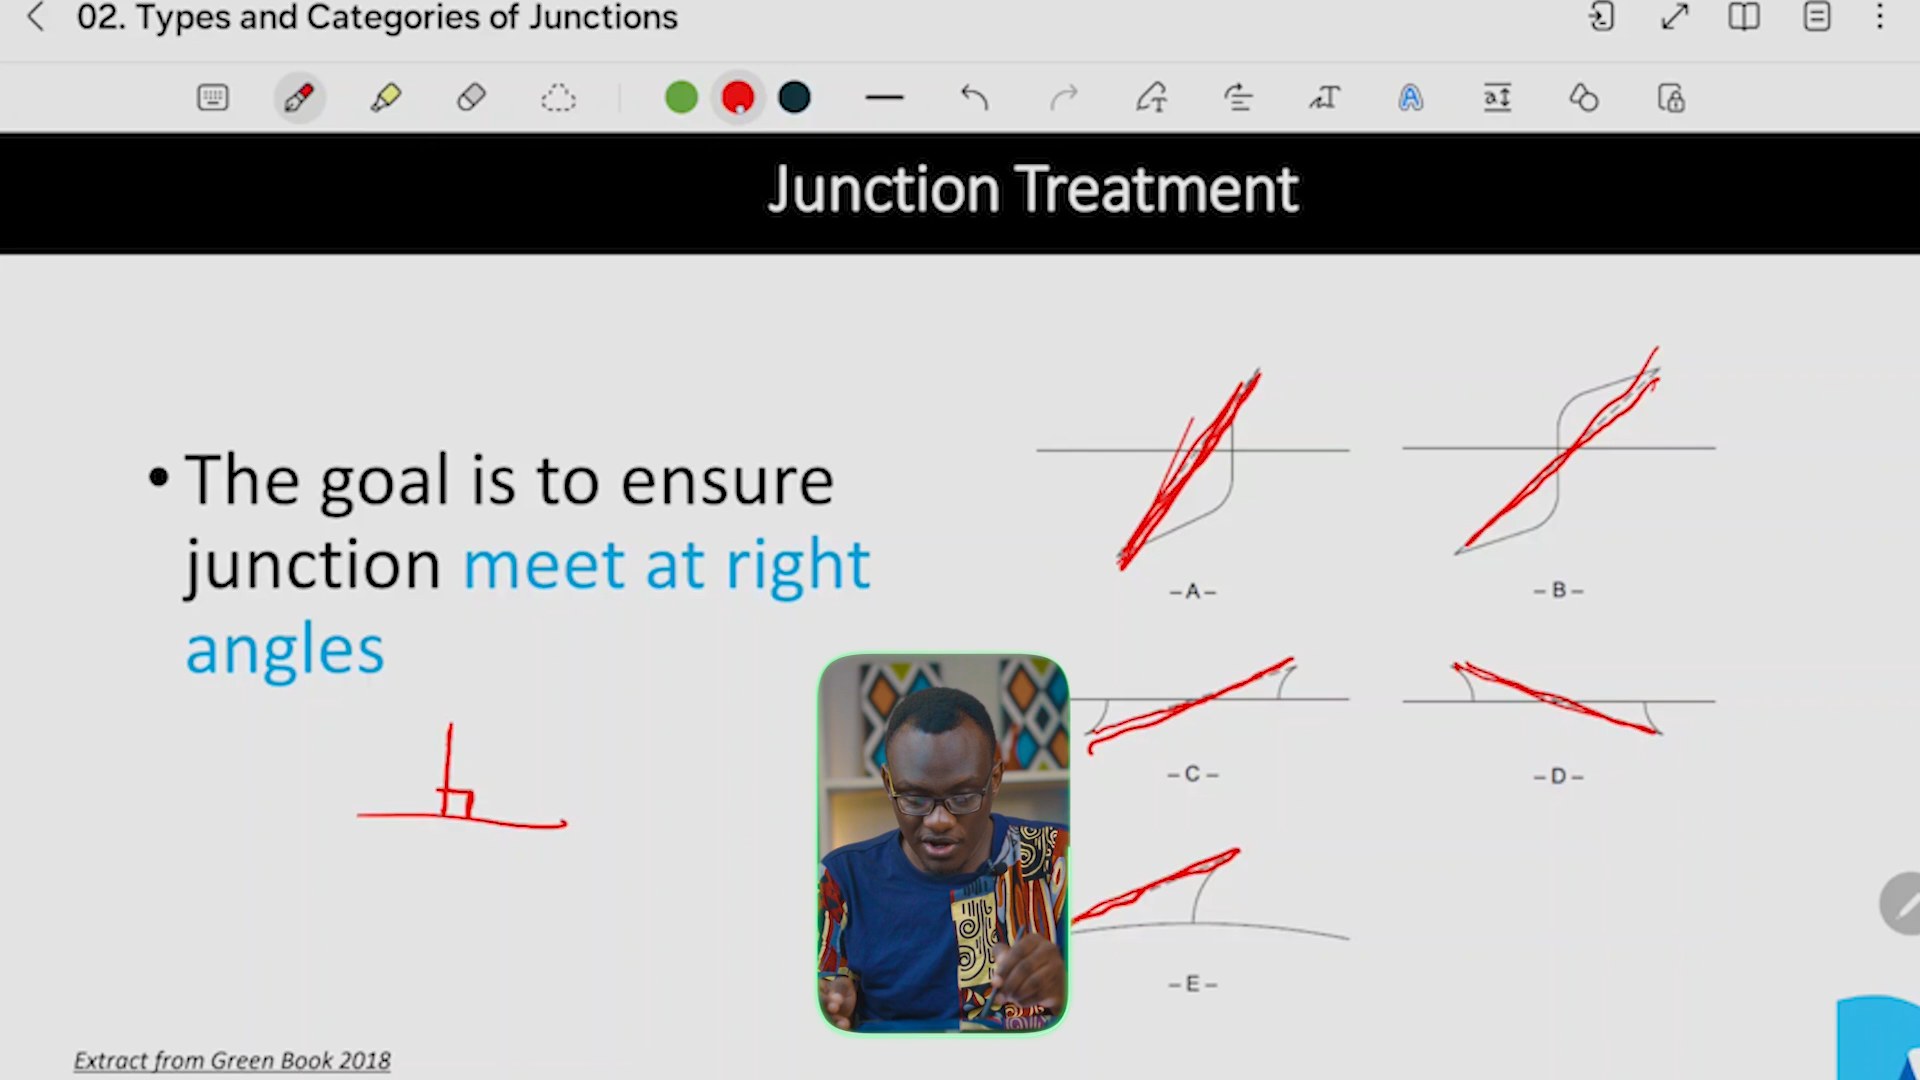 02. Types and Categories of Junctions
Junction Treatment
• The goal is to ensure
junction meet at right
angles
– A –
– B –
– C –
– D –
– E –
Extract from Green Book 2018